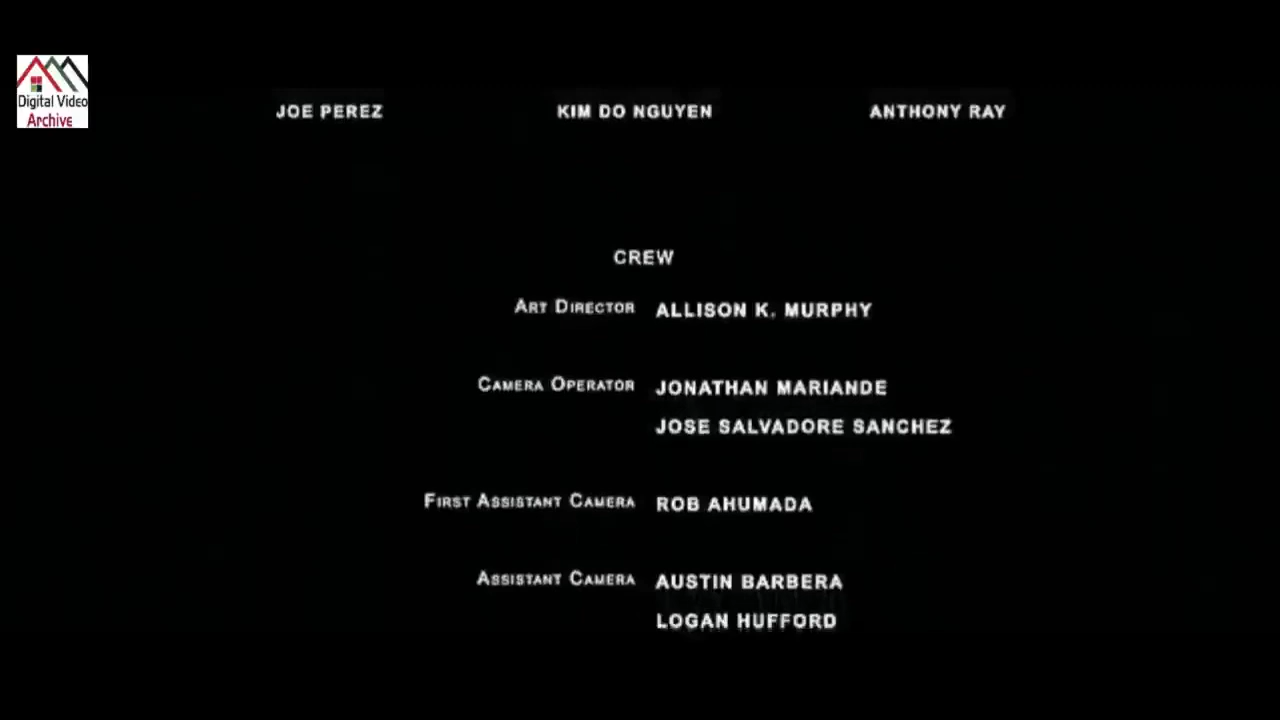 Digital Video
Archive
JOE PEREZ KIM DO NGUYEN ANTHONY RAY
CREW
ART DIRECTOR ALLISON K. MURPHY
CAMERA OPERATOR JONATHAN MARIANDE
JOSE SALVADORE SANCHEZ
FIRST ASSISTANT CAMERA ROB AHUMADA
ASSISTANT CAMERA AUSTIN BARBERA
LOGAN HUFFORD